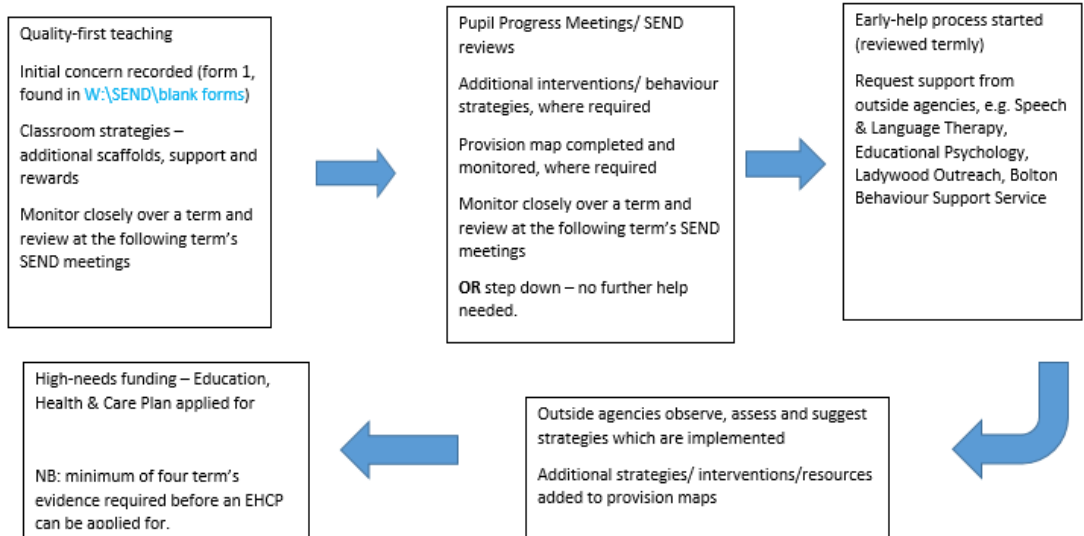 Quality-first teaching
Initial concern recorded (form 1,
found in W:\SEND\blank forms)
Classroom strategies –
additional scaffolds, support and
rewards
Monitor closely over a term and
review at the following term's
SEND meetings
Pupil Progress Meetings/ SEND
reviews
Additional interventions/ behaviour
strategies, where required
Provision map completed and
monitored, where required
Monitor closely over a term and
review at the following term's SEND
meetings
OR step down – no further help
needed.
Early-help process started
(reviewed termly)
Request support from
outside agencies, e.g. Speech
& Language Therapy,
Educational Psychology,
Ladywood Outreach, Bolton
Behaviour Support Service
Outside agencies observe, assess and suggest
strategies which are implemented
Additional strategies/ interventions/resources
added to provision maps
High-needs funding – Education,
Health & Care Plan applied for
NB: minimum of four term's
evidence required before an EHCP
can be applied for.